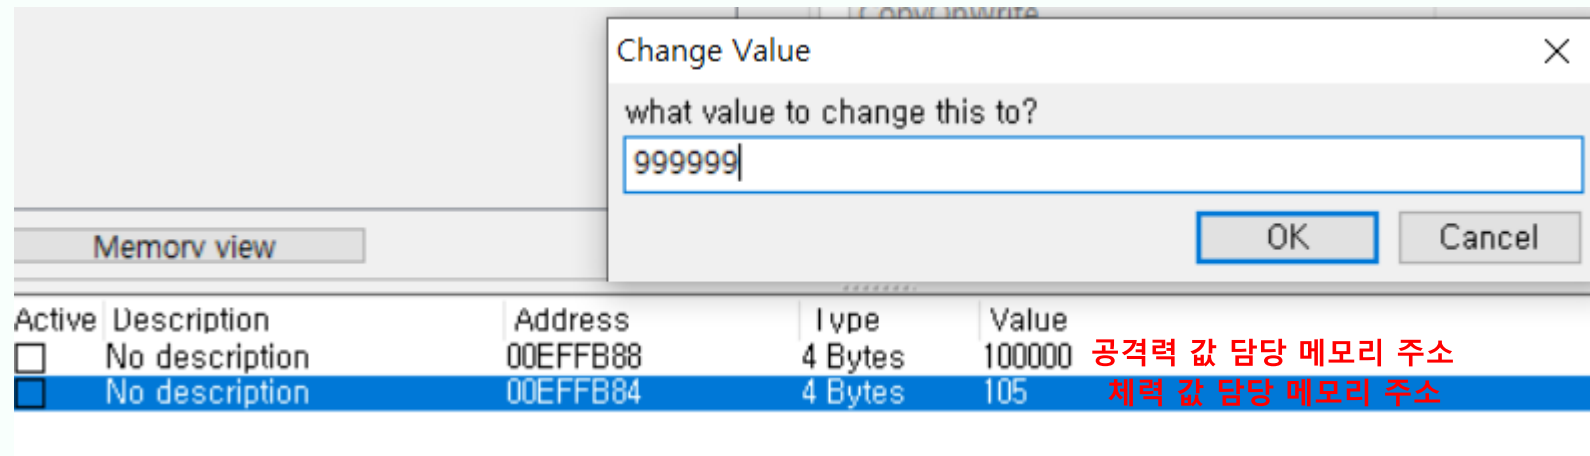 CopyOnWrite
Change Value
what value to change this to?
999999
OK Cancel
Memory view
Active Description Address Type Value
No description 00EFFB88 4 Bytes 100000 공격력 값 담당 메모리 주소
No description 00EFFB84 4 Bytes 105 체력 값 담당 메모리 주소